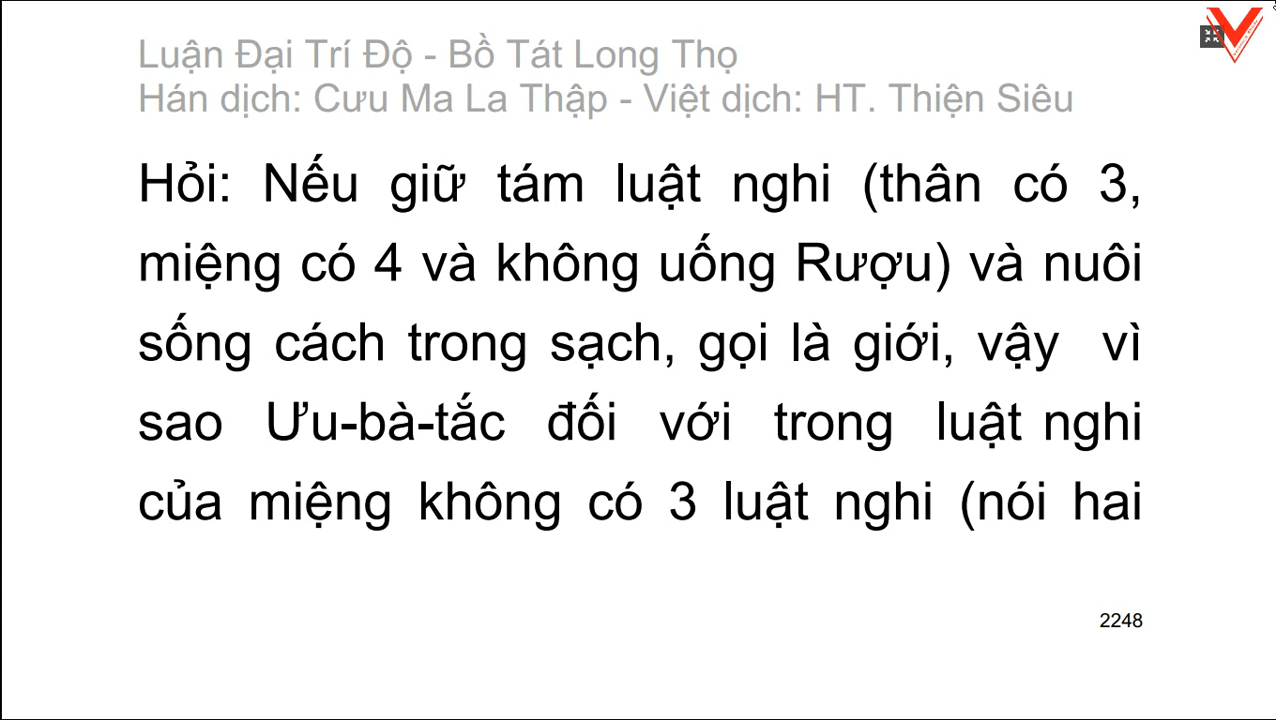 Luận Đại Trí Độ - Bồ Tát Long Thọ
Hán dịch: Cưu Ma La Thập - Việt dịch: HT. Thiện Siêu
Hỏi: Nếu giữ tám luật nghi (thân có 3,
miệng có 4 và không uống Rượu) và nuôi
sống cách trong sạch, gọi là giới, vậy vì
sao Ưu-bà-tắc đối với trong luật nghi
của miệng không có 3 luật nghi (nói hai
2248